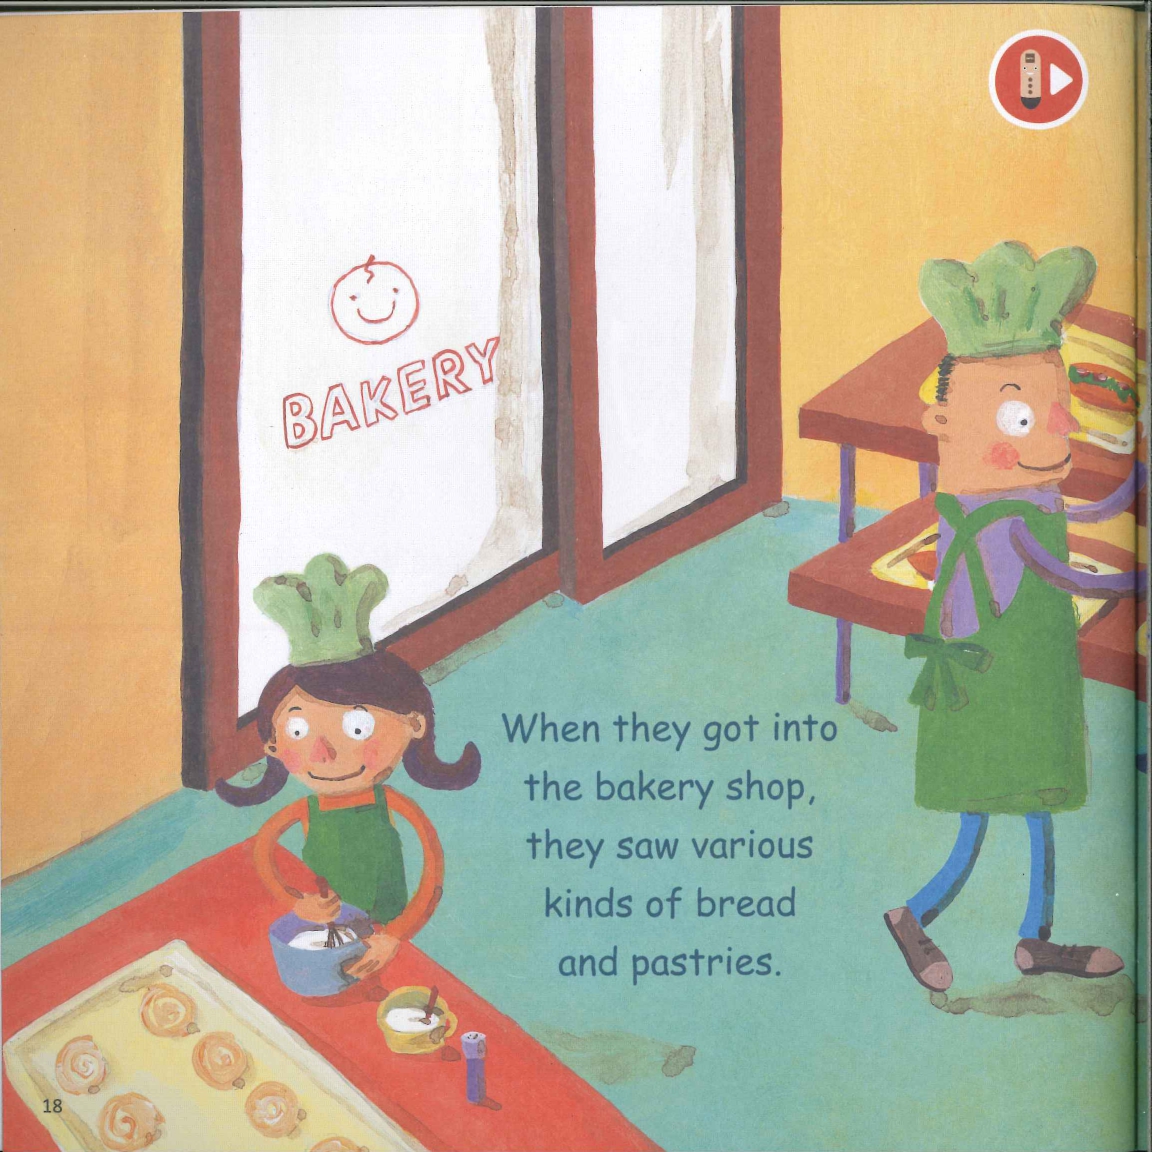 BAKERY
When they got into
the bakery shop,
they saw various
kinds of bread
and pastries.
18